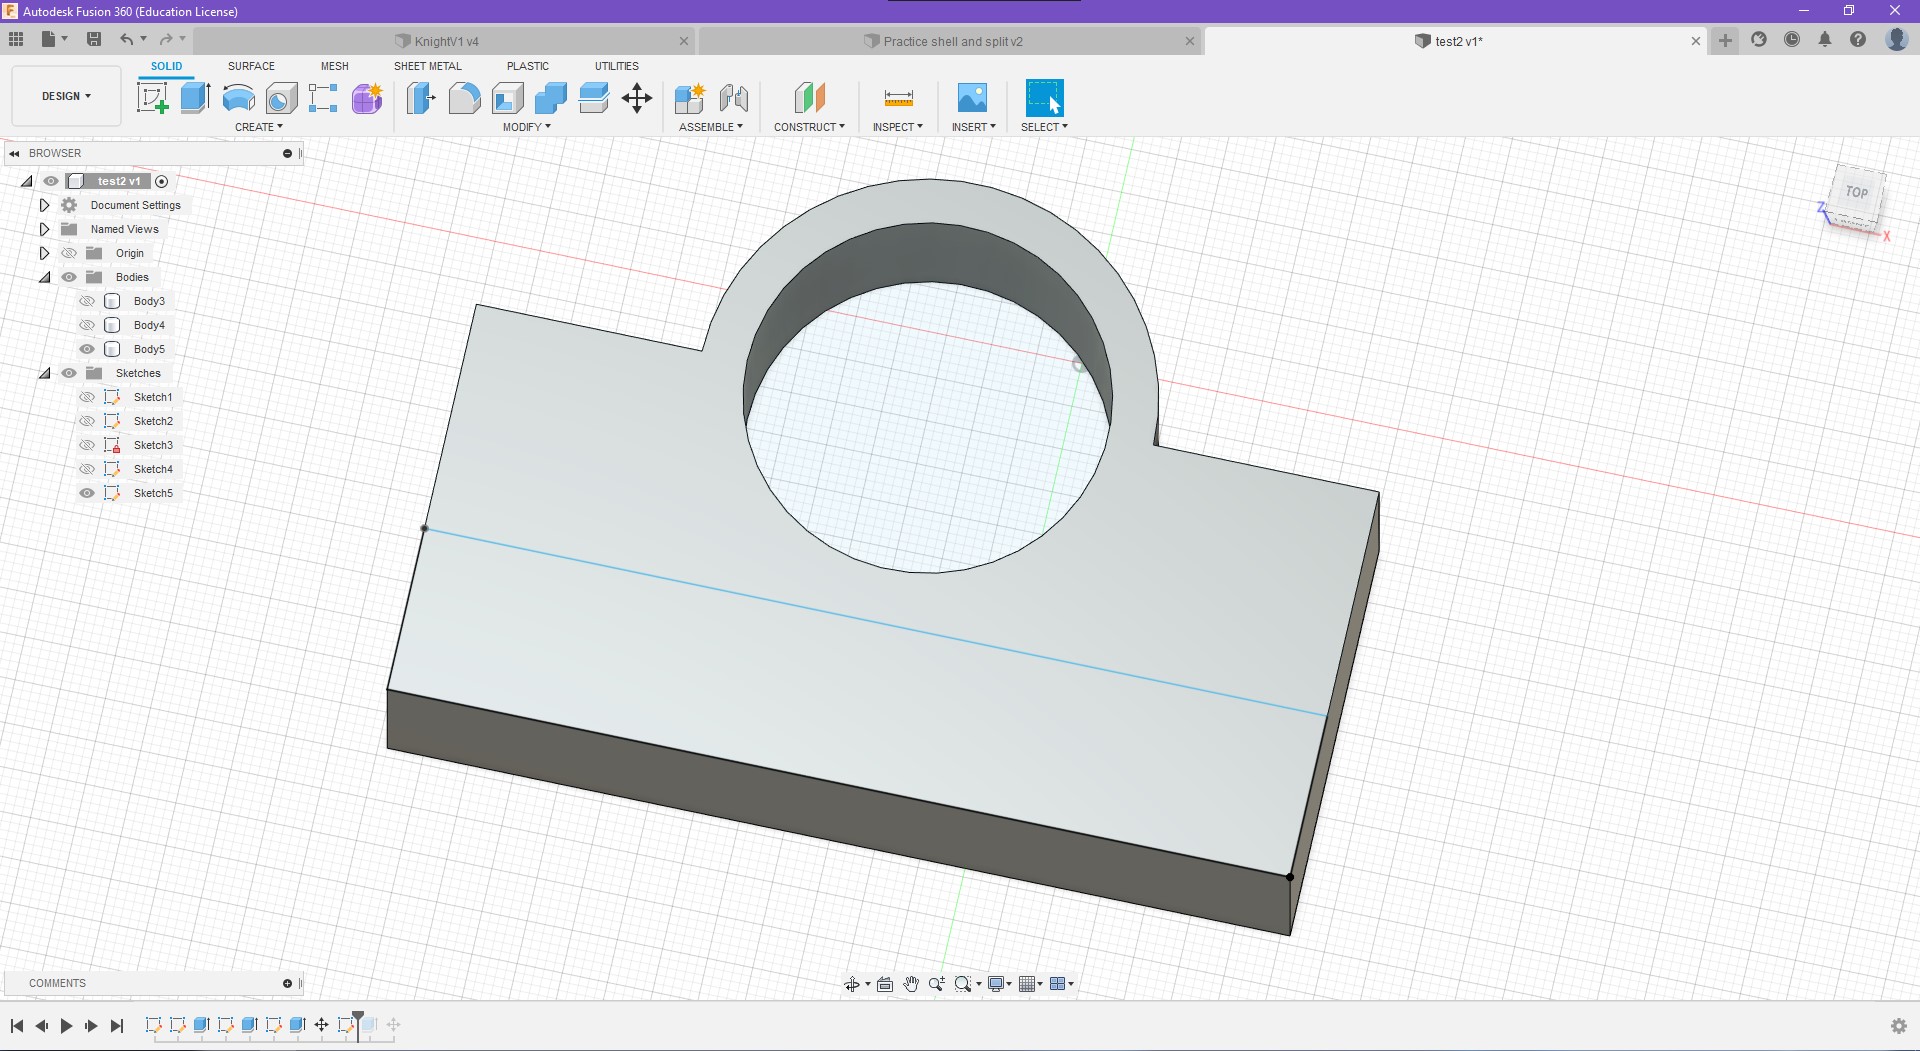 Autodesk Fusion 360 (Education License)
KnightV1 v4
Practice shell and split v2
test2 v1*
DESIGN
SOLID
SURFACE
MESH
SHEET METAL
PLASTIC
UTILITIES
CREATE
MODIFY
ASSEMBLE
CONSTRUCT
INSPECT
INSERT
SELECT
BROWSER
test2 v1
Document Settings
Named Views
Origin
Bodies
Body3
Body4
Body5
Sketches
Sketch1
Sketch2
Sketch3
Sketch4
Sketch5
TOP
Z
X
COMMENTS